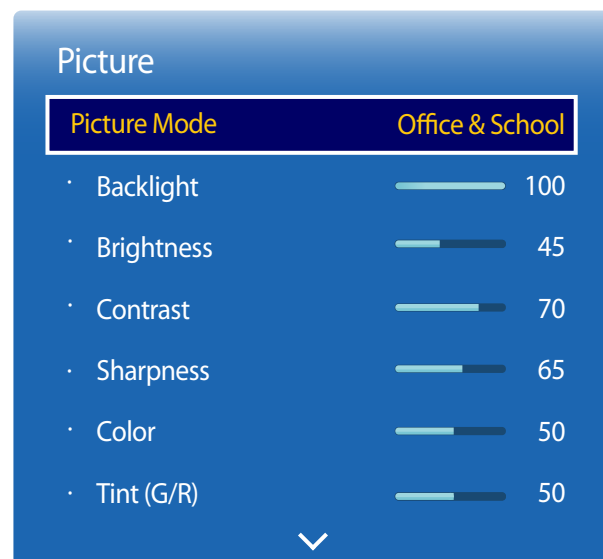 Picture
Picture Mode Office & School
· Backlight 100
· Brightness 45
· Contrast 70
· Sharpness 65
· Color 50
· Tint (G/R) 50